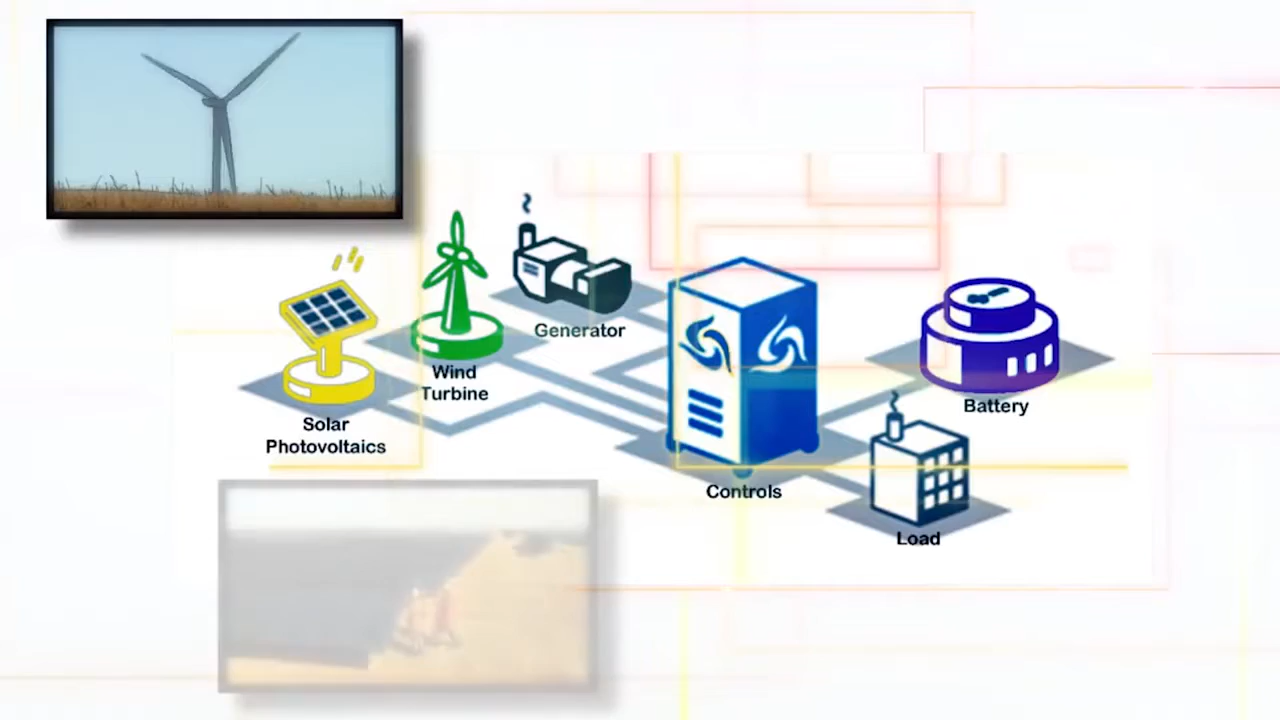 Generator
Wind
Turbine
Solar
Photovoltaics
Controls
Battery
Load